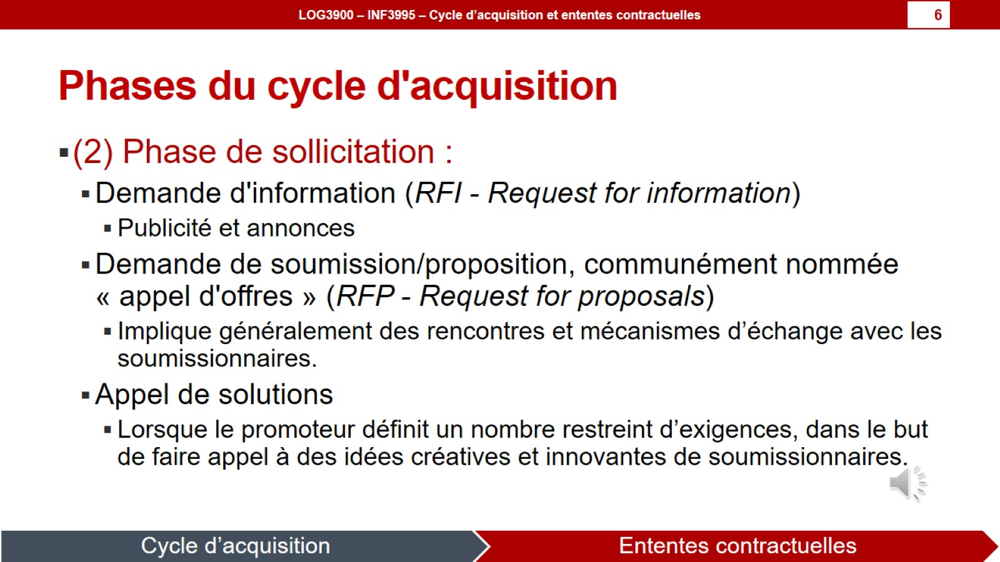 LOG3900 – INF3995 – Cycle d’acquisition et ententes contractuelles
6
Phases du cycle d'acquisition
▪(2) Phase de sollicitation :
▪Demande d'information (RFI - Request for information)
▪Publicité et annonces
▪Demande de soumission/proposition, communément nommée
« appel d'offres » (RFP - Request for proposals)
▪Implique généralement des rencontres et mécanismes d’échange avec les
soumissionnaires.
▪Appel de solutions
▪Lorsque le promoteur définit un nombre restreint d’exigences, dans le but
de faire appel à des idées créatives et innovantes de soumissionnaires.
Cycle d’acquisition
Ententes contractuelles